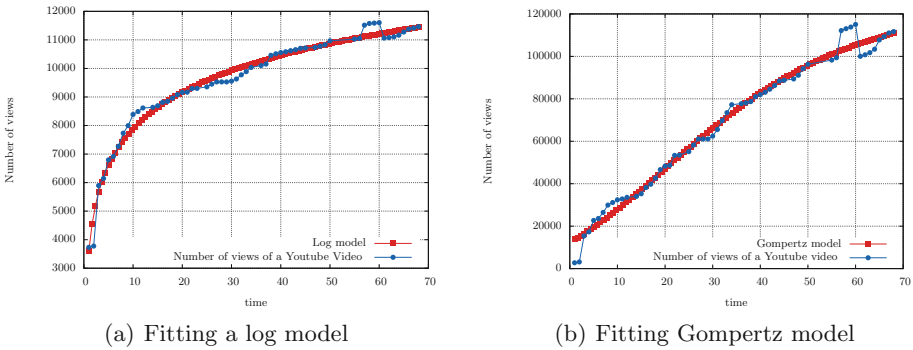 12000
11000
10000
9000
8000
7000
6000
5000
4000
3000
Number of views
0 10 20 30 40 50 60 70
time
Log model
Number of views of a Youtube Video
(a) Fitting a log model
120000
100000
80000
60000
40000
20000
0
Number of views
0 10 20 30 40 50 60 70
time
Gompertz model
Number of views of a Youtube video
(b) Fitting Gompertz model